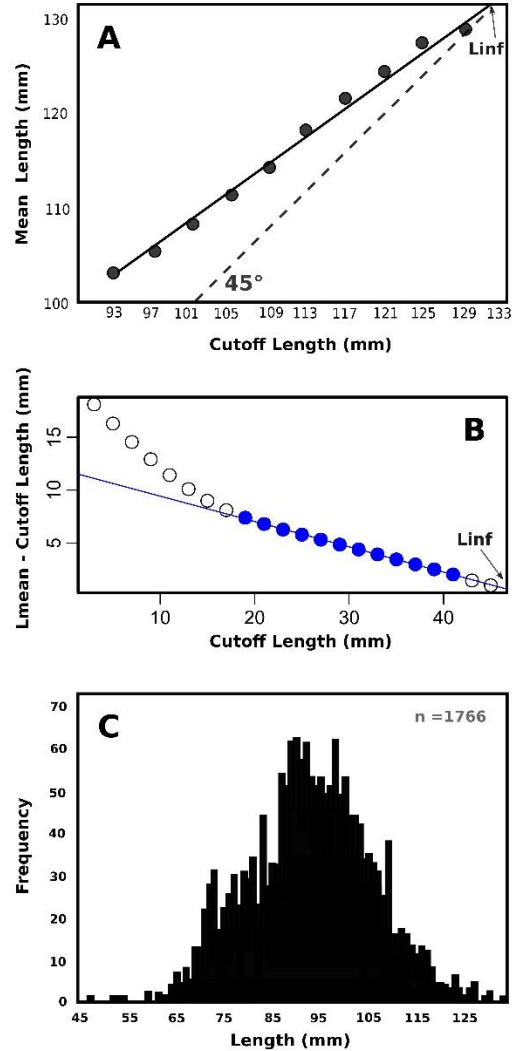 130
A
Linf
120
Mean Length (mm)
110
45°
100
93 97 101 105 109 113 117 121 125 129 133
Cutoff Length (mm)
B
15
Lmean - Cutoff Length (mm)
10
Linf
5
10 20 30 40
Cutoff Length (mm)
70
n =1766
C
60
50
Frequency
40
30
20
10
0
45 55 65 75 85 95 105 115 125
Length (mm)